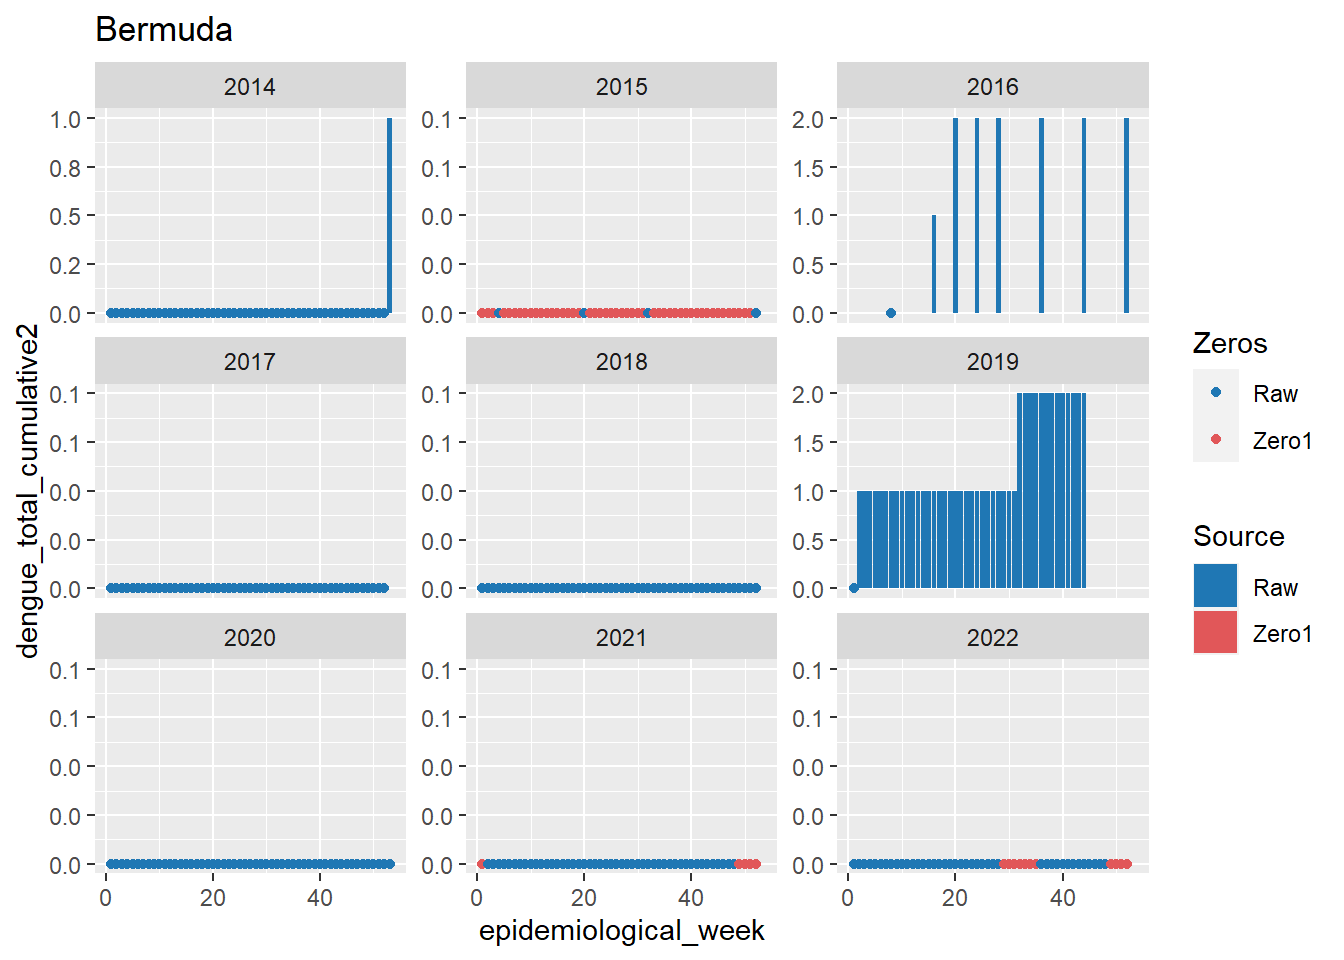 Bermuda
2014 2015 2016
1.0 0.8 0.5 0.2 0.0
0.1 0.1 0.0 0.0 0.0
2.0 1.5 1.0 0.5 0.0
2017 2018 2019
0.1 0.1 0.0 0.0 0.0
0.1 0.1 0.0 0.0 0.0
2.0 1.5 1.0 0.5 0.0
2020 2021 2022
0.1 0.1 0.0 0.0 0.0
0.1 0.1 0.0 0.0 0.0
0.1 0.1 0.0 0.0 0.0
0 20 40 0 20 40 0 20 40
epidemiological_week
dengue_total_cumulative2
Zeros
Raw
Zero1
Source
Raw
Zero1